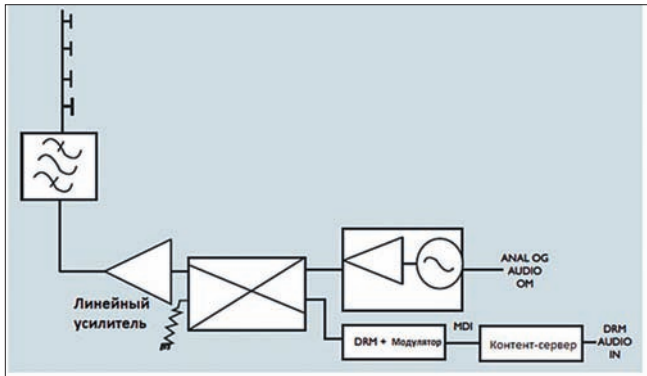 Линейный
усилитель
ANAL OG
AUDIO
OM
DRM + Модулятор
MDI
Контент-сервер
DRM
AUDIO
IN